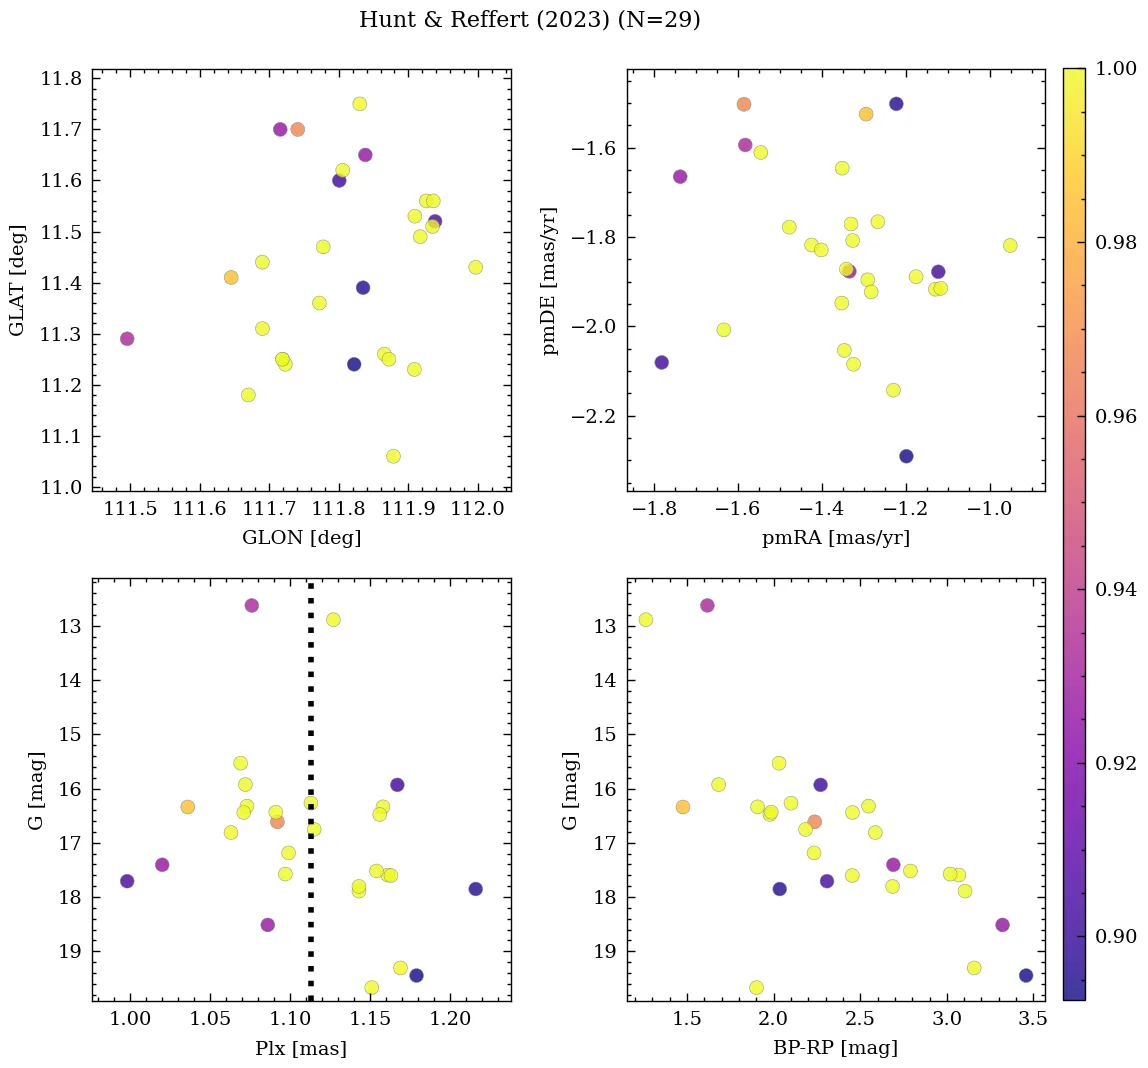 Hunt & Reffert (2023) (N=29)
11.8
11.7
11.6
11.5
11.4
11.3
11.2
11.1
11.0
GLAT [deg]
111.5 111.6 111.7 111.8 111.9 112.0
GLON [deg]
−1.6
−1.8
−2.0
−2.2
pmDE [mas/yr]
−1.8 −1.6 −1.4 −1.2 −1.0
pmRA [mas/yr]
1.00
0.98
0.96
0.94
0.92
0.90
13
14
15
16
17
18
19
G [mag]
1.00 1.05 1.10 1.15 1.20
Plx [mas]
13
14
15
16
17
18
19
G [mag]
1.5 2.0 2.5 3.0 3.5
BP-RP [mag]